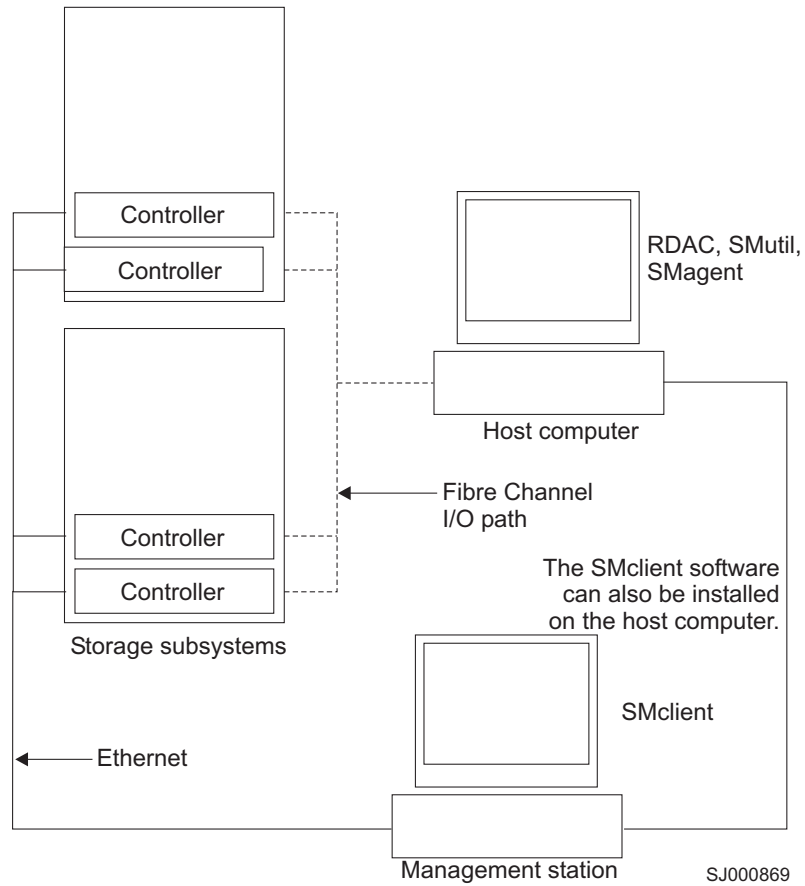 Controller
Controller
RDAC, SMutil,
SMagent
Host computer
Fibre Channel
I/O path
Controller
Controller
The SMclient software
can also be installed
on the host computer.
Storage subsystems
SMclient
Ethernet
Management station
SJ000869